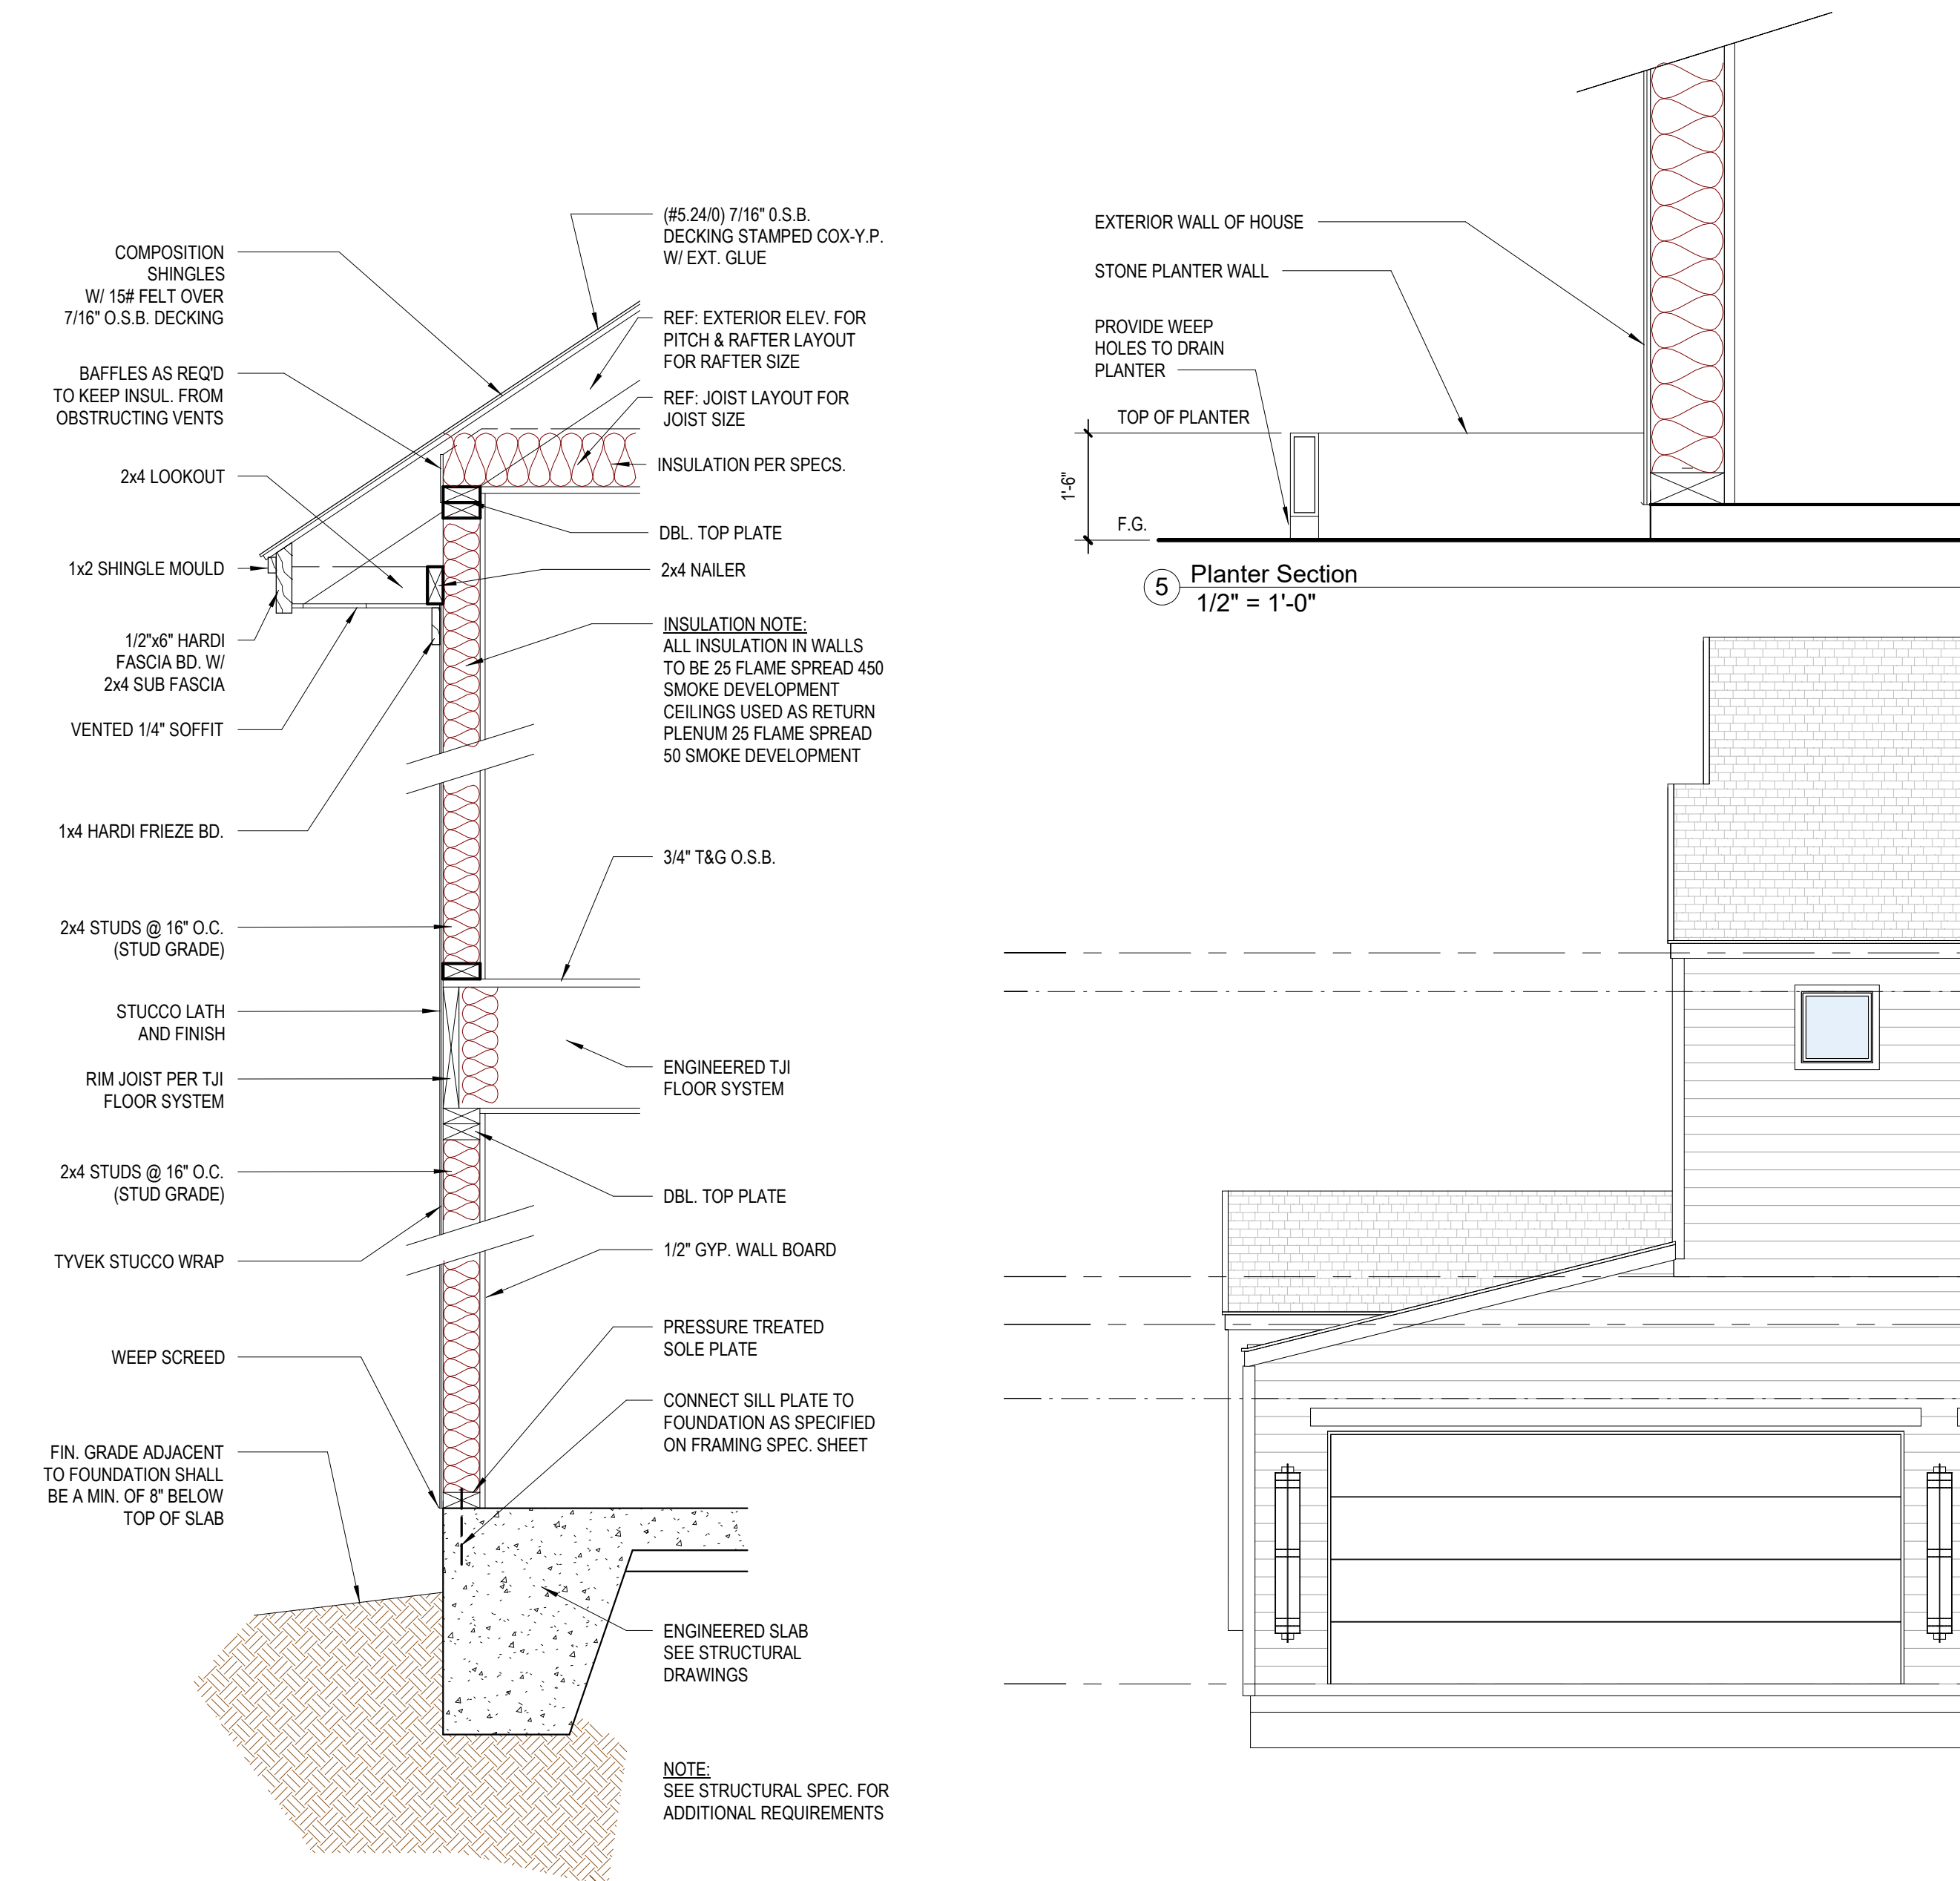 COMPOSITION
SHINGLES
W/ 15# FELT OVER
7/16" O.S.B. DECKING
BAFFLES AS REQ'D
TO KEEP INSUL. FROM
OBSTRUCTING VENTS
2x4 LOOKOUT
1x2 SHINGLE MOULD
1/2"x6" HARDI
FASCIA BD. W/
2x4 SUB FASCIA
VENTED 1/4" SOFFIT
1x4 HARDI FRIEZE BD.
2x4 STUDS @ 16" O.C.
(STUD GRADE)
STUCCO LATH
AND FINISH
RIM JOIST PER TJI
FLOOR SYSTEM
2x4 STUDS @ 16" O.C.
(STUD GRADE)
TYVEK STUCCO WRAP
WEEP SCREED
FIN. GRADE ADJACENT
TO FOUNDATION SHALL
BE A MIN. OF 8" BELOW
TOP OF SLAB
(#5.24/0) 7/16" 0.S.B.
DECKING STAMPED COX-Y.P.
W/ EXT. GLUE
REF: EXTERIOR ELEV. FOR
PITCH & RAFTER LAYOUT
FOR RAFTER SIZE
REF: JOIST LAYOUT FOR
JOIST SIZE
INSULATION PER SPECS.
DBL. TOP PLATE
2x4 NAILER
INSULATION NOTE:
ALL INSULATION IN WALLS
TO BE 25 FLAME SPREAD 450
SMOKE DEVELOPMENT
CEILINGS USED AS RETURN
PLENUM 25 FLAME SPREAD
50 SMOKE DEVELOPMENT
3/4" T&G O.S.B.
ENGINEERED TJI
FLOOR SYSTEM
DBL. TOP PLATE
1/2" GYP. WALL BOARD
PRESSURE TREATED
SOLE PLATE
CONNECT SILL PLATE TO
FOUNDATION AS SPECIFIED
ON FRAMING SPEC. SHEET
ENGINEERED SLAB
SEE STRUCTURAL
DRAWINGS
NOTE:
SEE STRUCTURAL SPEC. FOR
ADDITIONAL REQUIREMENTS
EXTERIOR WALL OF HOUSE
STONE PLANTER WALL
PROVIDE WEEP
HOLES TO DRAIN
PLANTER
TOP OF PLANTER
1'-6"
F.G.
5 Planter Section
1/2" = 1'-0"